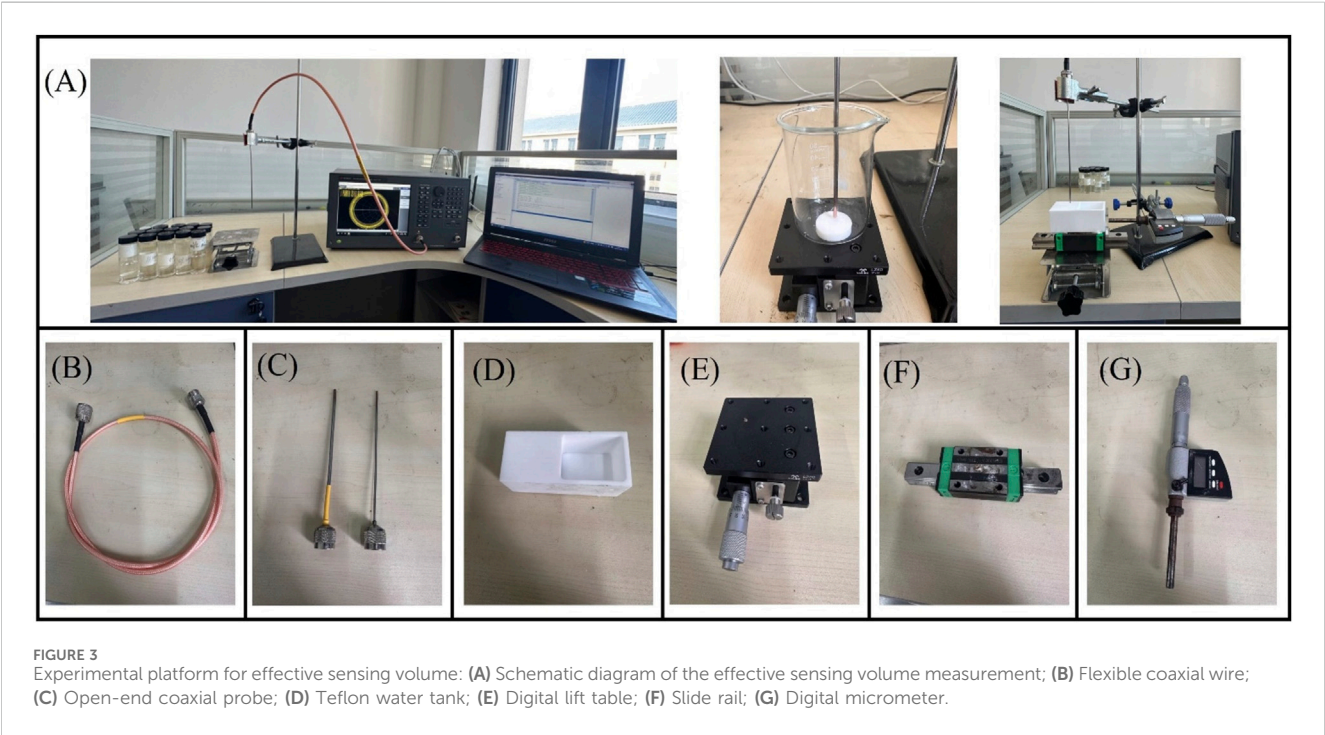 (A)
(B)
(C)
(D)
(E)
(F)
(G)
FIGURE 3
Experimental platform for effective sensing volume: (A) Schematic diagram of the effective sensing volume measurement; (B) Flexible coaxial wire;
(C) Open-end coaxial probe; (D) Teflon water tank; (E) Digital lift table; (F) Slide rail; (G) Digital micrometer.